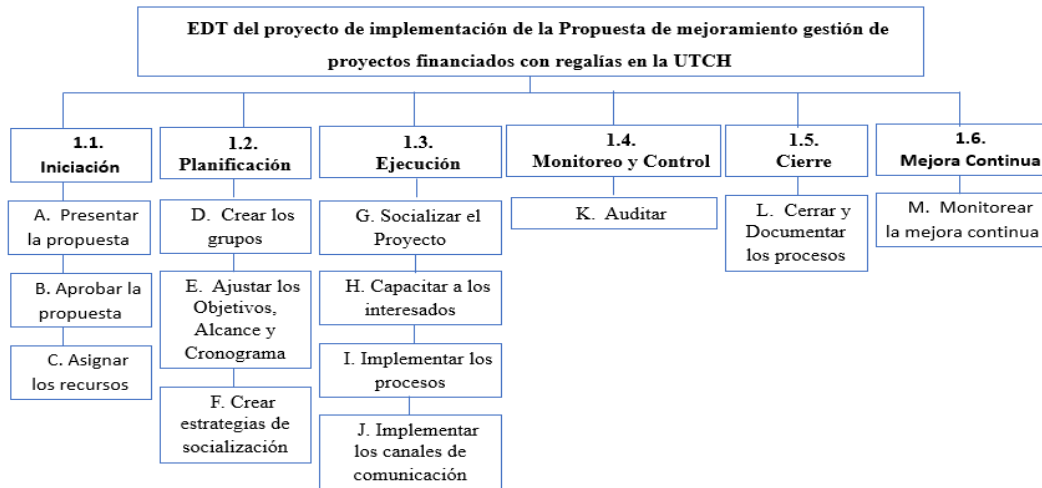 EDT del proyecto de implementación de la Propuesta de mejoramiento gestión de
proyectos financiados con regalías en la UTCH
1.1.
Iniciación
A. Presentar
la propuesta
B. Aprobar la
propuesta
C. Asignar
los recursos
1.2.
Planificación
D. Crear los
grupos
E. Ajustar los
Objetivos,
Alcance y
Cronograma
F. Crear
estrategias de
socialización
1.3.
Ejecución
G. Socializar el
Proyecto
H. Capacitar a los
interesados
I. Implementar los
procesos
J. Implementar
los canales de
comunicación
1.4.
Monitoreo y Control
K. Auditar
1.5.
Cierre
L. Cerrar y
Documentar
los procesos
1.6.
Mejora Continua
M. Monitorear
la mejora continua